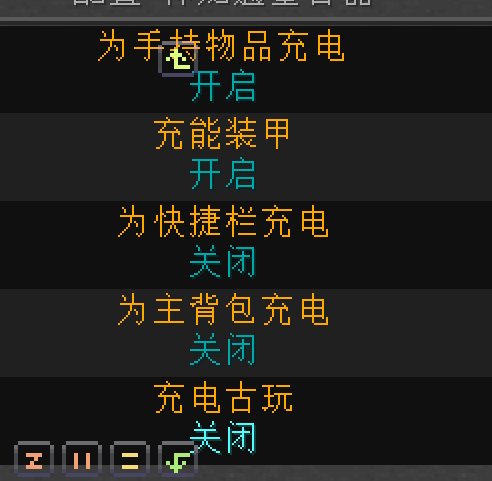 为手持物品充电
开启
充能装甲
开启
为快捷栏充电
关闭
为主背包充电
关闭
充电古玩
关闭